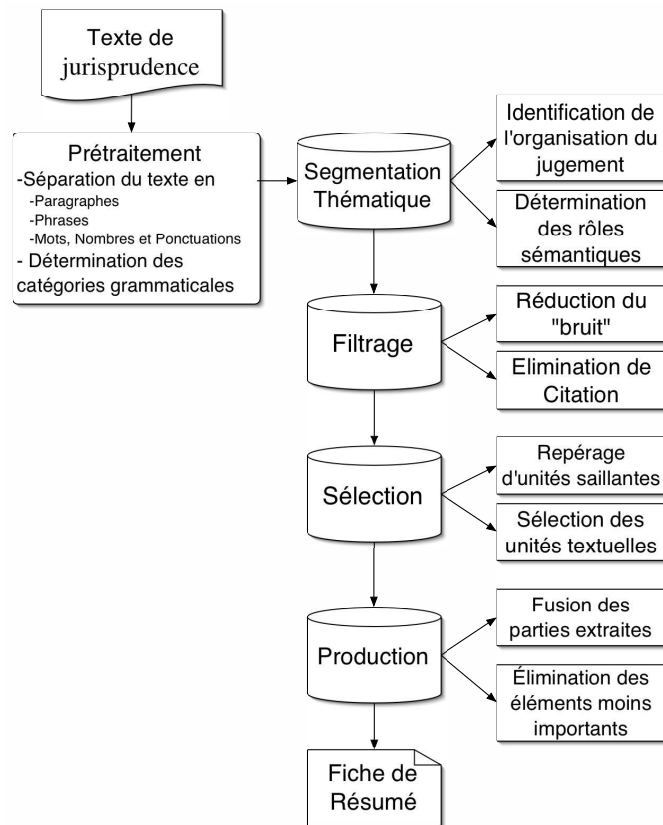 Texte de
jurisprudence
Prétraitement
-Séparation du texte en
-Paragraphes
-Phrases
-Mots, Nombres et Ponctuations
- Détermination des
catégories grammaticales
Segmentation
Thématique
Identification de
l'organisation du
jugement
Détermination
des rôles
sémantiques
Filtrage
Réduction du
"bruit"
Elimination de
Citation
Sélection
Repérage
d'unités saillantes
Sélection des
unités textuelles
Production
Fusion des
parties extraites
Élimination des
éléments moins
importants
Fiche de
Résumé